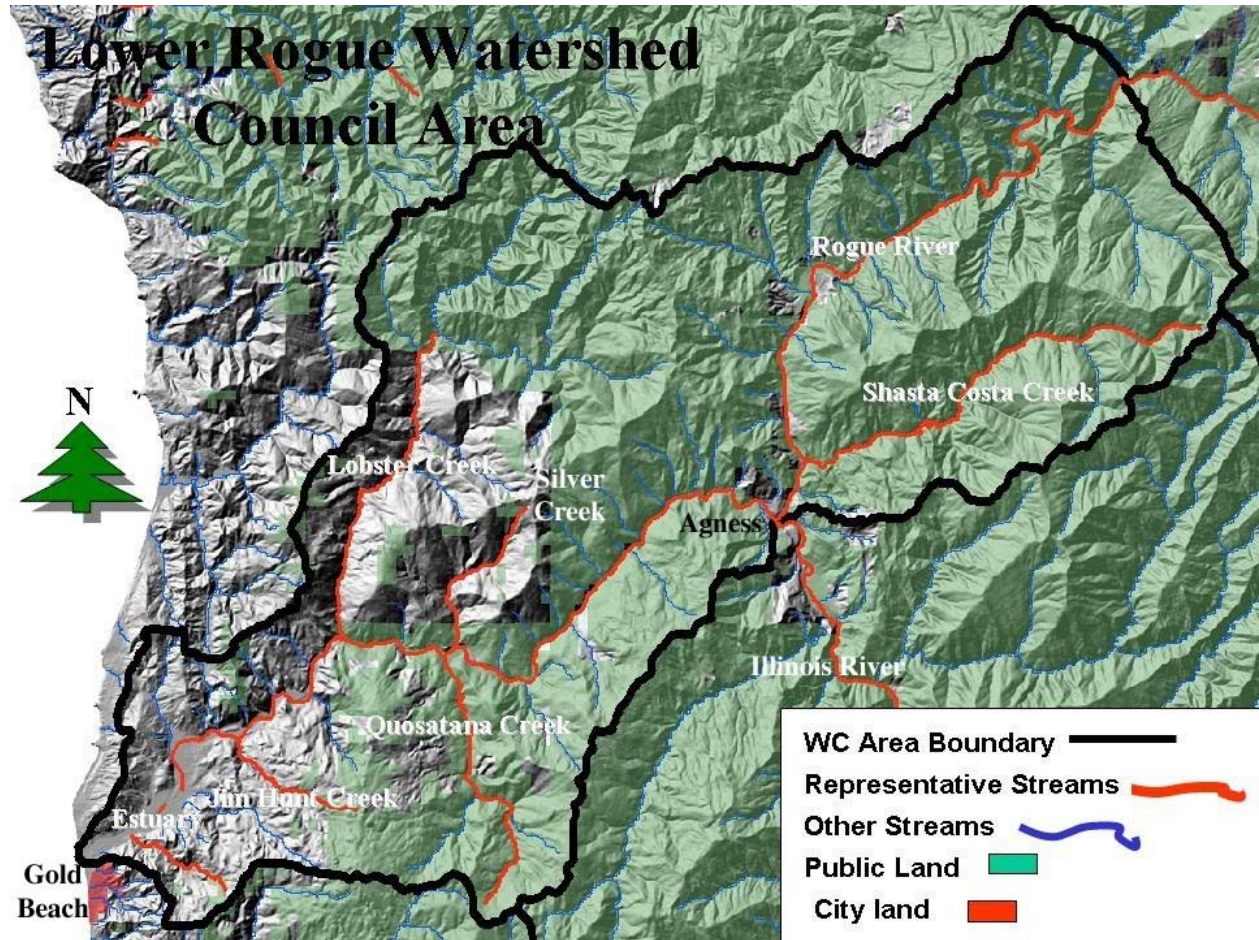 Lower Rogue Watershed
Council Area
Rogue River
Shasta Costa Creek
N
Lobster Creek
Silver
Creek
Agness
Illinois River
Quosatana Creek
Jim Hunt Creek
Estuary
Gold
Beach
WC Area Boundary
Representative Streams
Other Streams
Public Land
City land